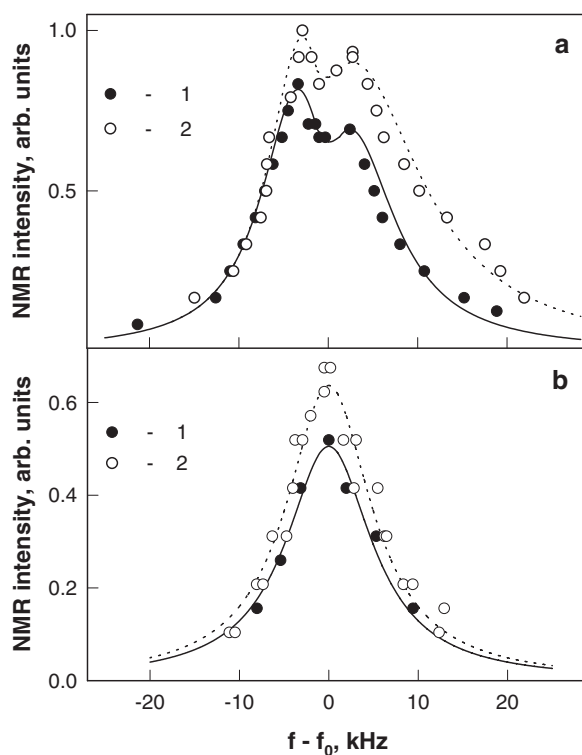 1.0
a
- 1
- 2
0.5
NMR intensity, arb. units
b
0.6
- 1
- 2
0.4
0.2
0.0
NMR intensity, arb. units
-20 -10 0 10 20
f - f0, kHz